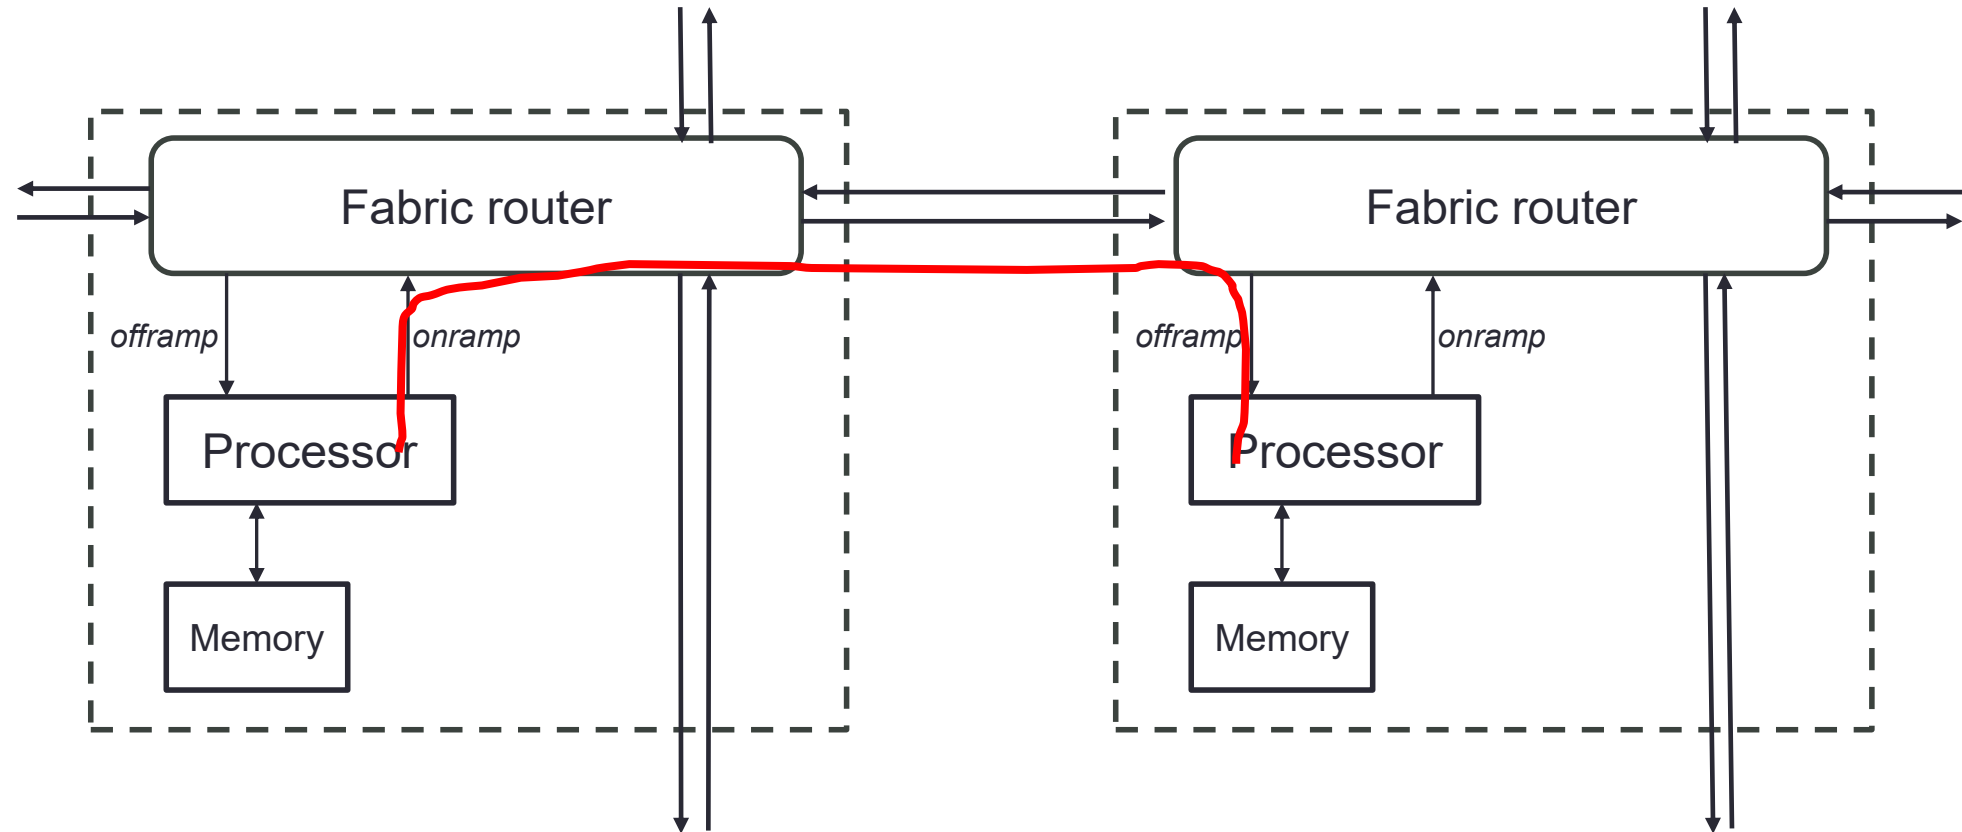 Fabric router
Fabric router
offramp
onramp
offramp
onramp
Processor
Processor
Memory
Memory